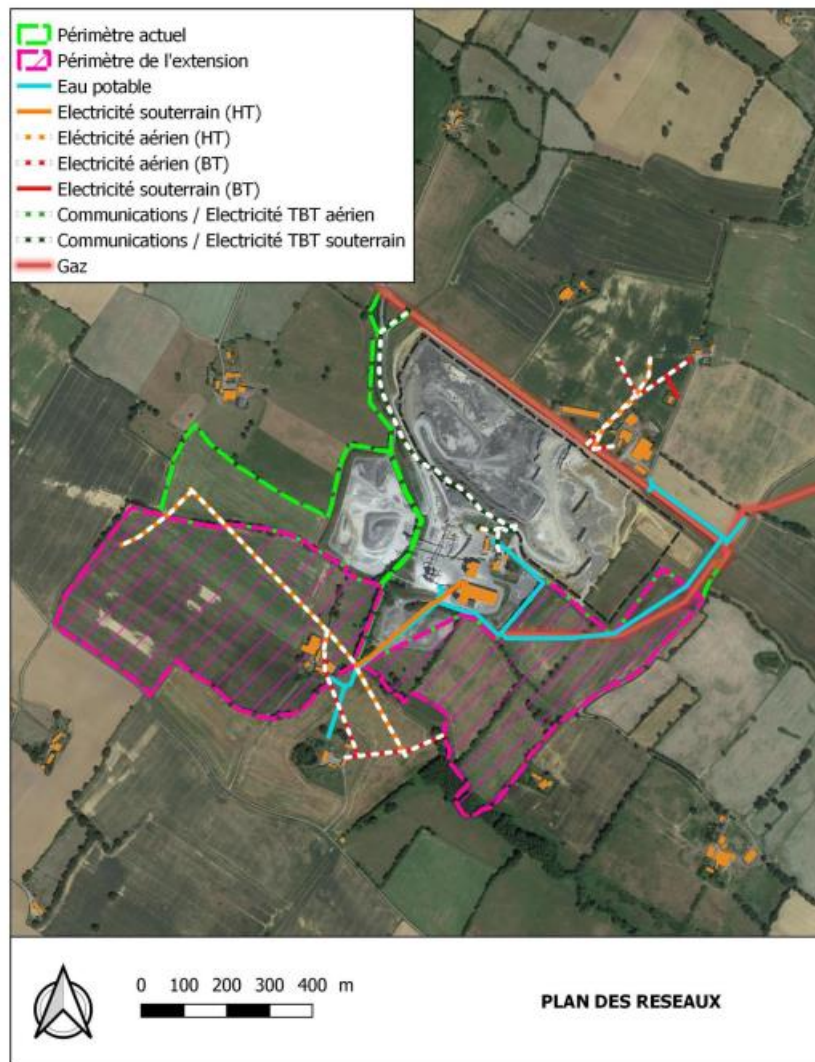 Périmètre actuel
Périmètre de l'extension
Eau potable
Electricité souterrain (HT)
Eléctricité aérien (HT)
Electricité aérien (BT)
Electricité souterrain (BT)
Communications / Electricité TBT aérien
Communications / Electricité TBT souterrain
Gaz
0 100 200 300 400 m
PLAN DES RESEAUX